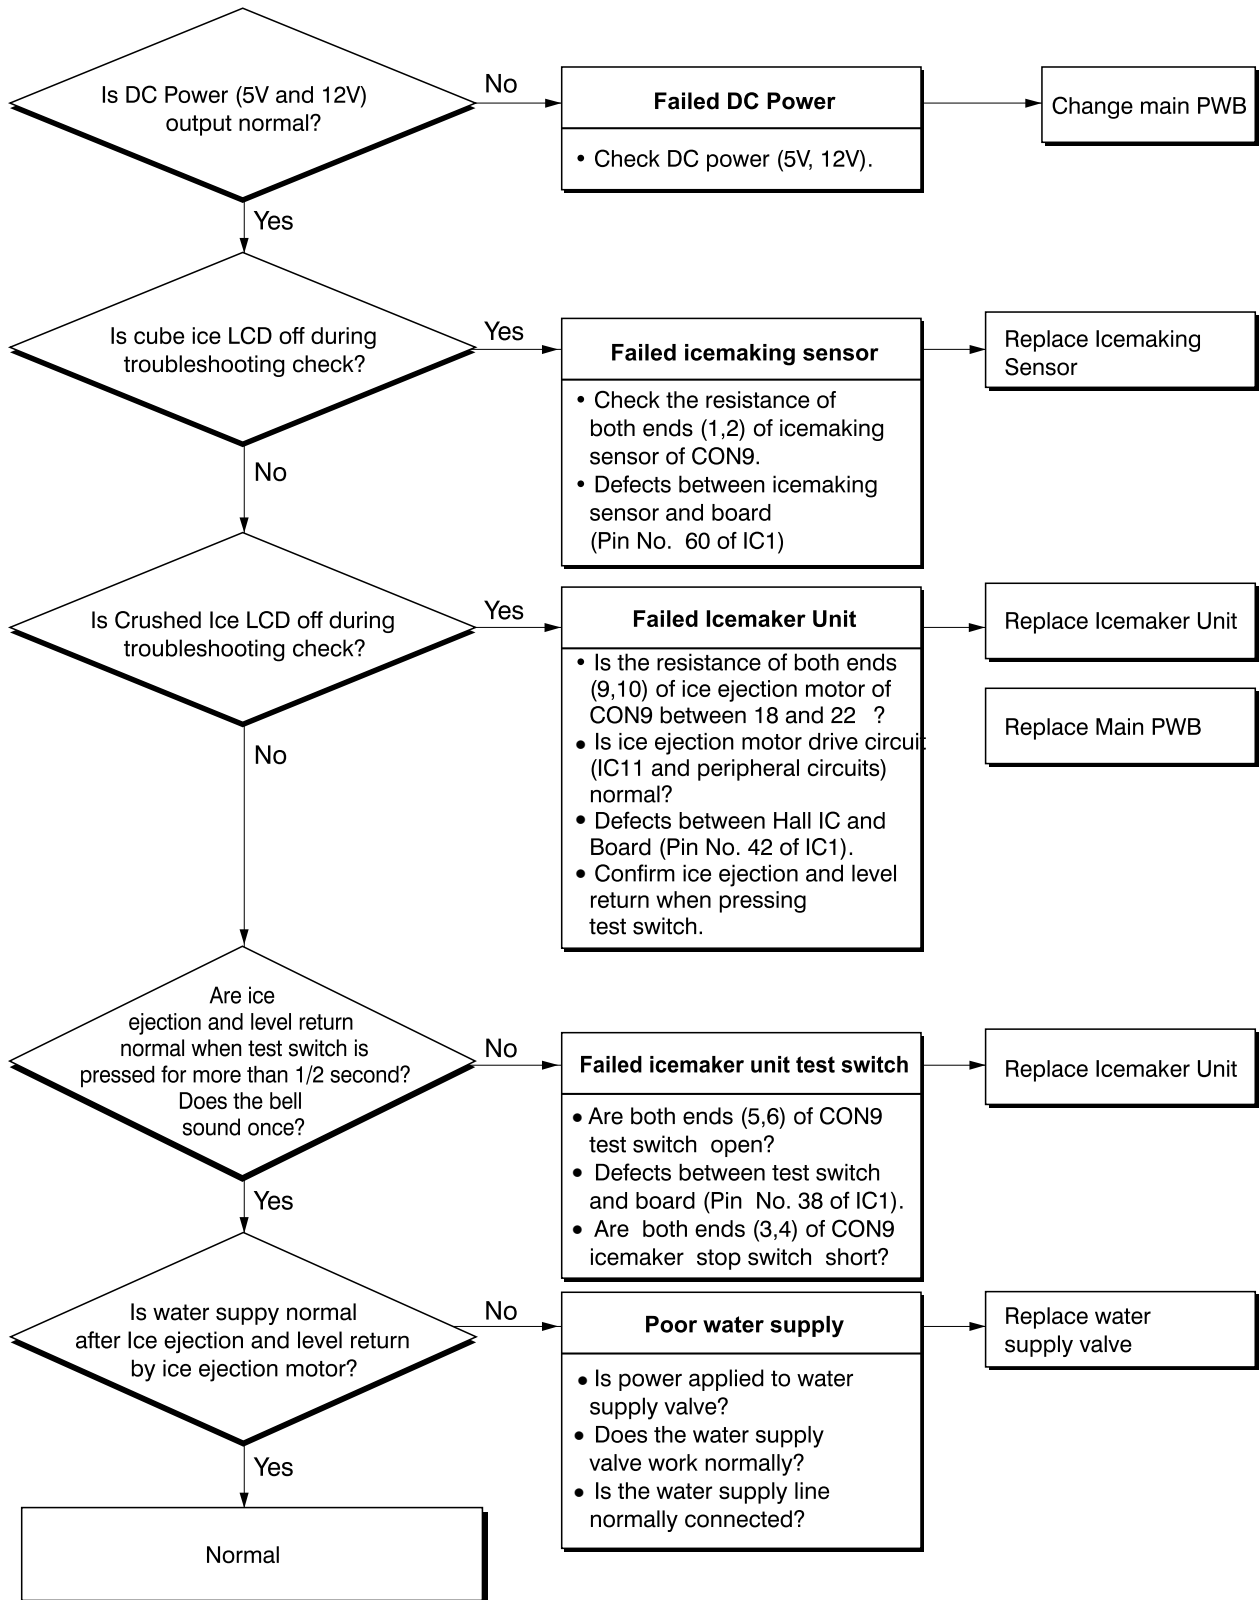 Is DC Power (5V and 12V)
output normal?
No
Failed DC Power
• Check DC power (5V, 12V).
Change main PWB
Yes
Is cube ice LCD off during
troubleshooting check?
Yes
Failed icemaking sensor
• Check the resistance of
both ends (1,2) of icemaking
sensor of CON9.
• Defects between icemaking
sensor and board
(Pin No. 60 of IC1)
Replace Icemaking
Sensor
No
Is Crushed Ice LCD off during
troubleshooting check?
Yes
Failed Icemaker Unit
• Is the resistance of both ends
(9,10) of ice ejection motor of
CON9 between 18 and 22 ?
• Is ice ejection motor drive circuit
(IC11 and peripheral circuits)
normal?
• Defects between Hall IC and
Board (Pin No. 42 of IC1).
• Confirm ice ejection and level
return when pressing
test switch.
Replace Icemaker Unit
Replace Main PWB
No
Are ice
ejection and level return
normal when test switch is
pressed for more than 1/2 second?
Does the bell
sound once?
No
Failed icemaker unit test switch
• Are both ends (5,6) of CON9
test switch open?
• Defects between test switch
and board (Pin No. 38 of IC1).
• Are both ends (3,4) of CON9
icemaker stop switch short?
Replace Icemaker Unit
Yes
Is water suppy normal
after Ice ejection and level return
by ice ejection motor?
No
Poor water supply
• Is power applied to water
supply valve?
• Does the water supply
valve work normally?
• Is the water supply line
normally connected?
Replace water
supply valve
Yes
Normal